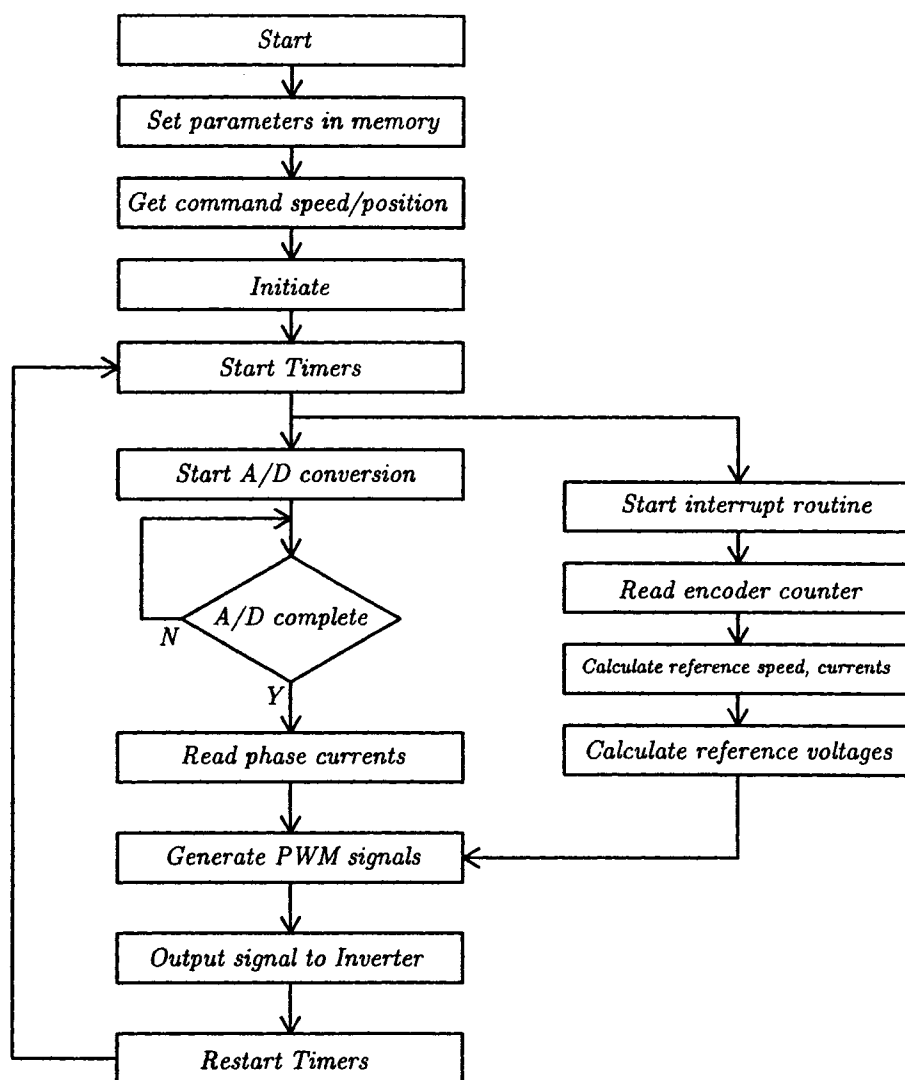 Start
Set parameters in memory
Get command speed/position
Initiate
Start Timers
Start A/D conversion
A/D complete
N
Y
Read phase currents
Generate PWM signals
Output signal to Inverter
Restart Timers
Start interrupt routine
Read encoder counter
Calculate reference speed, currents
Calculate reference voltages